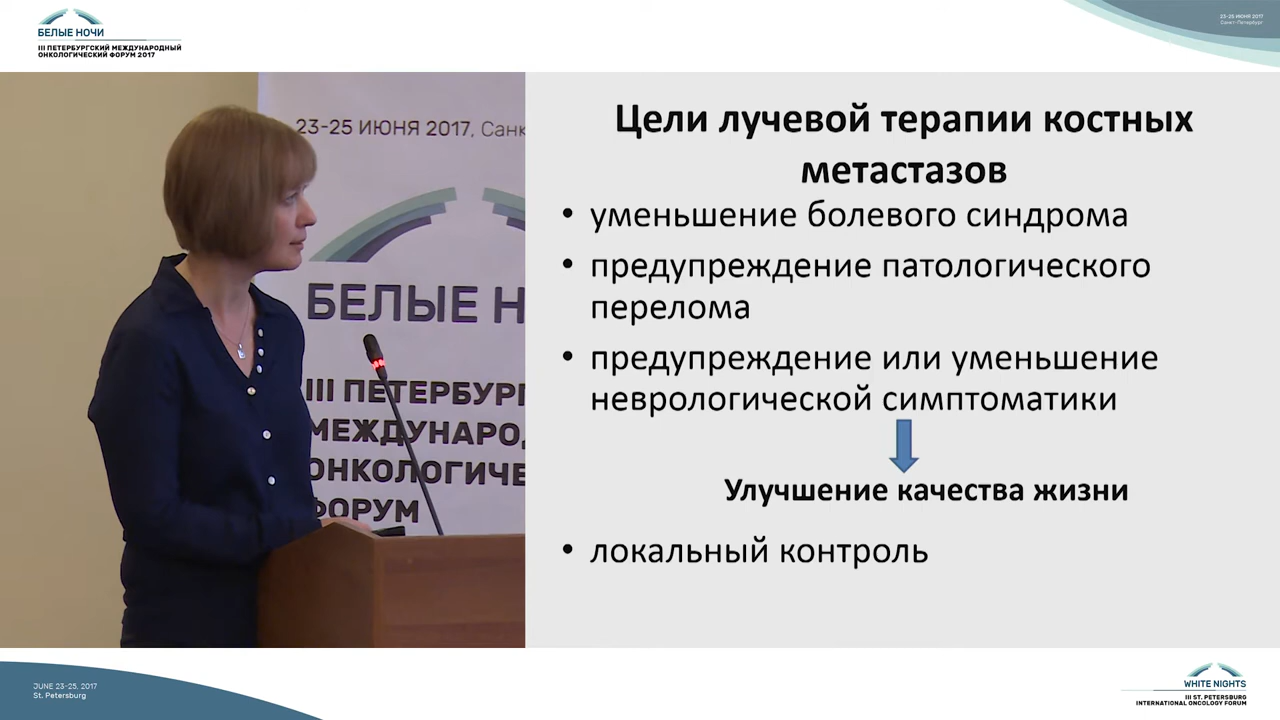 БЕЛЫЕ НОЧИ
III ПЕТЕРБУРГСКИЙ МЕЖДУНАРОДНЫЙ
ОНКОЛОГИЧЕСКИЙ ФОРУМ 2017
23-25 ИЮНЯ 2017
Санкт-Петербург
23-25 ИЮНЯ 2017, Санк
БЕЛЫЕ Н
III ПЕТЕРБУРГ
МЕЖДУНАРО
ОНКОЛОГИЧЕ
ФОРУМ
Цели лучевой терапии костных
метастазов
• уменьшение болевого синдрома
• предупреждение патологического
перелома
• предупреждение или уменьшение
неврологической симптоматики
Улучшение качества жизни
• локальный контроль
JUNE 23-25, 2017
St. Petersburg
WHITE NIGHTS
III ST. PETERSBURG
INTERNATIONAL ONCOLOGY FORUM